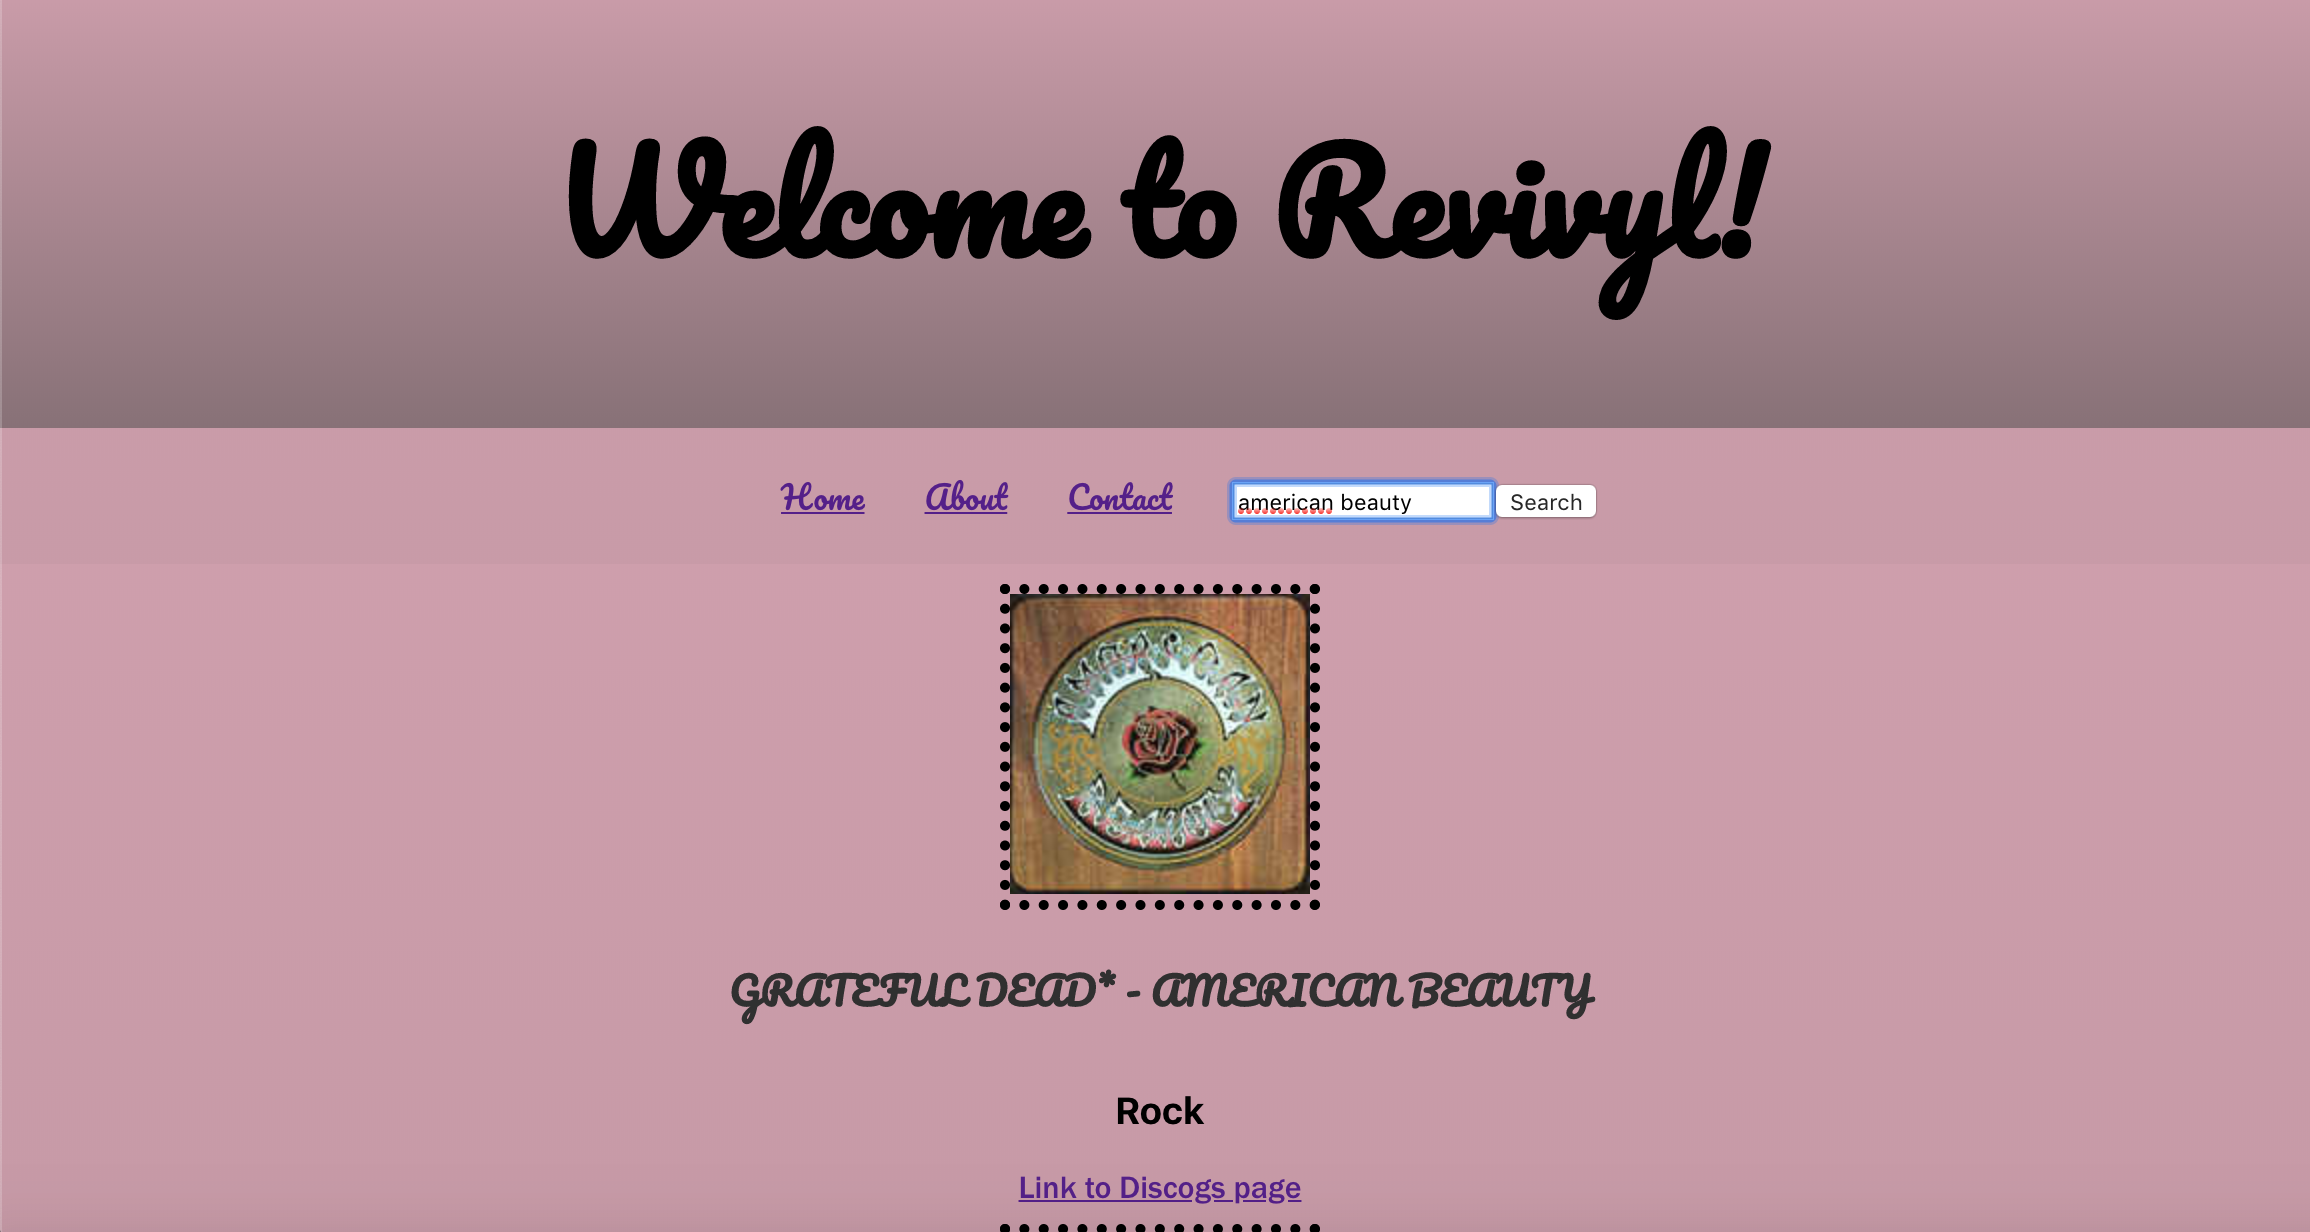 Welcome to Revivyl!
Home About Contact american beauty Search
AMERICAN
BEAUTY
GRATEFUL DEAD* - AMERICAN BEAUTY
Rock
Link to Discogs page